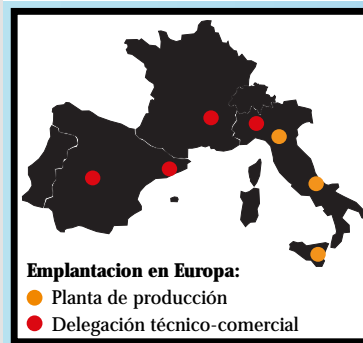 Emplantacion en Europa:
Planta de producción
Delegación técnico-comercial